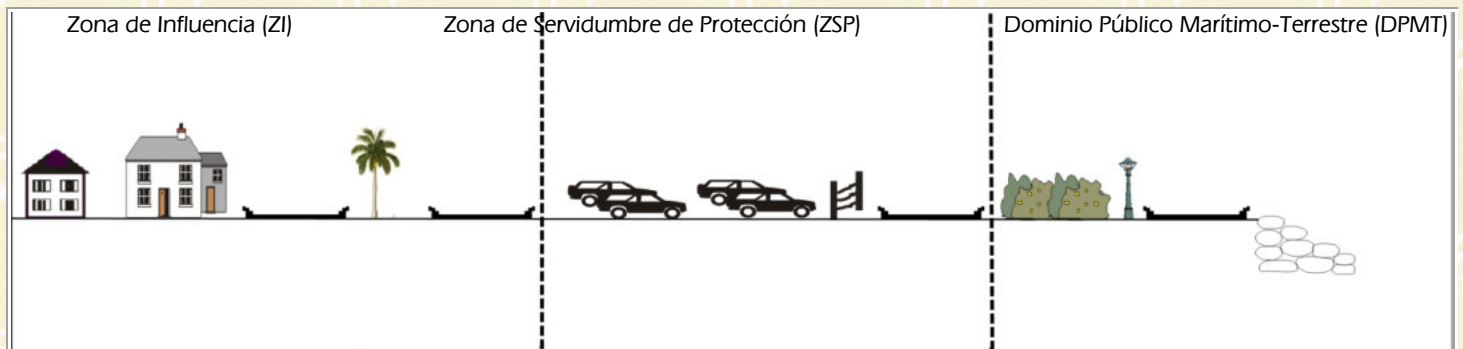 Zona de Influencia (ZI) Zona de Servidumbre de Protección (ZSP) Dominio Público Marítimo-Terrestre (DPMT)